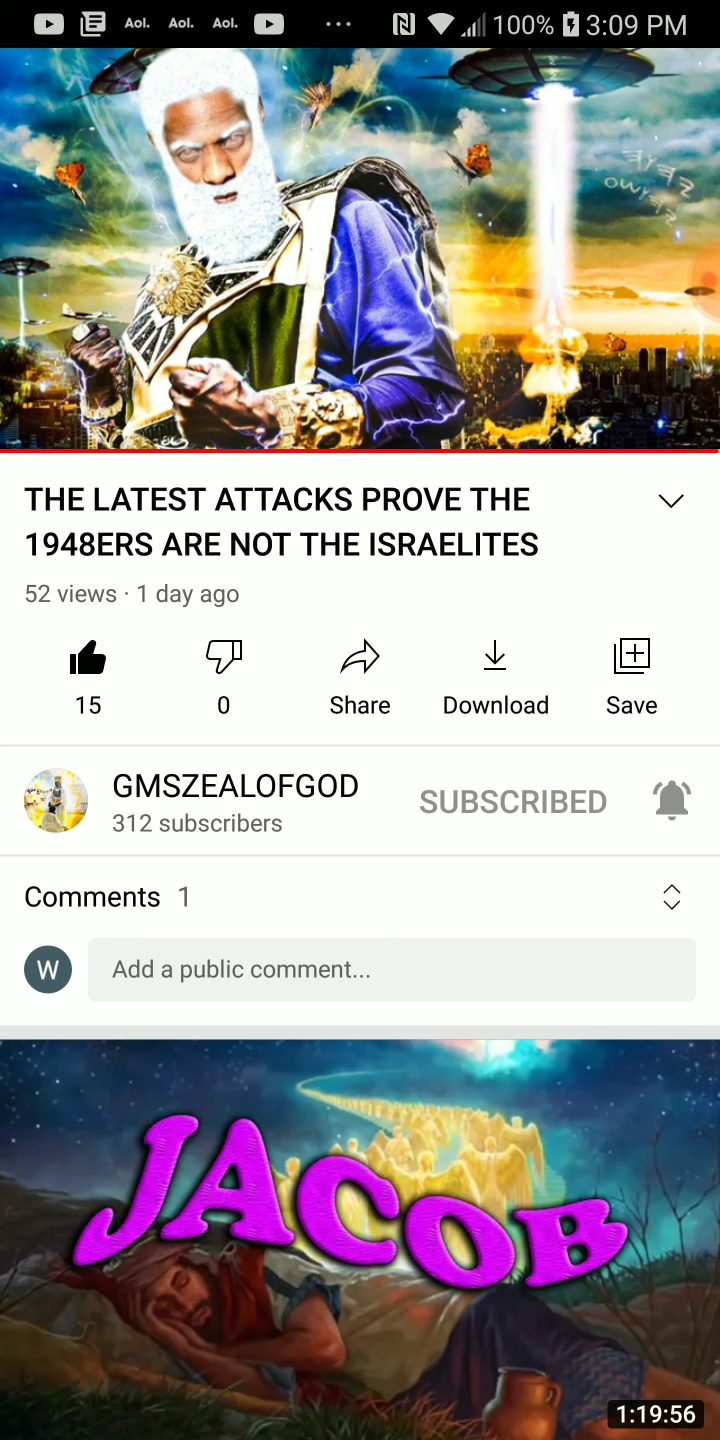 Aol. Aol. Aol. 100% 3:09 PM
THE LATEST ATTACKS PROVE THE
1948ERS ARE NOT THE ISRAELITES
52 views · 1 day ago
15 0 Share Download Save
GMSZEALOFGOD SUBSCRIBED
312 subscribers
Comments 1
W Add a public comment...
JACOB
1:19:56